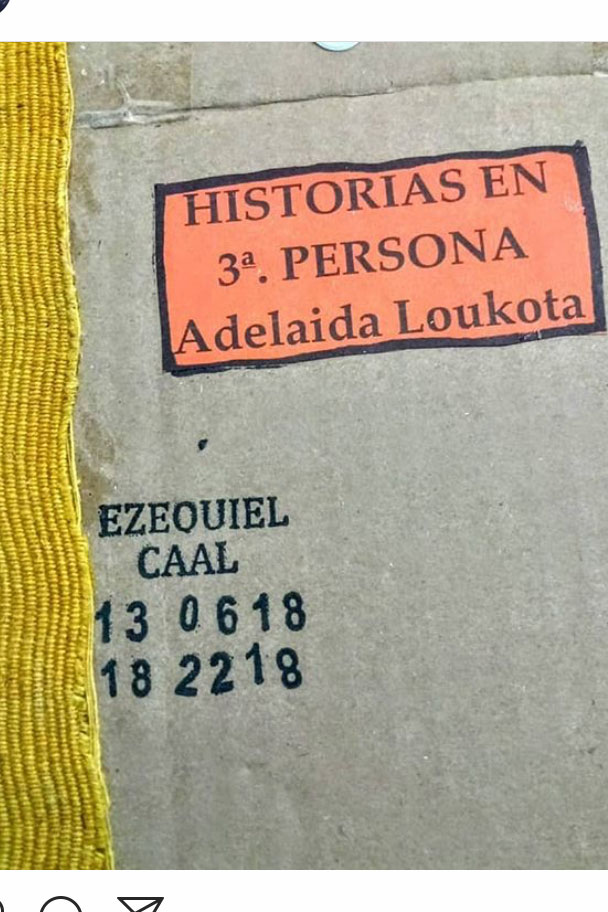 HISTORIAS EN
3ª. PERSONA
Adelaida Loukota
EZEQUIEL
CAAL
13 0618
18 2218